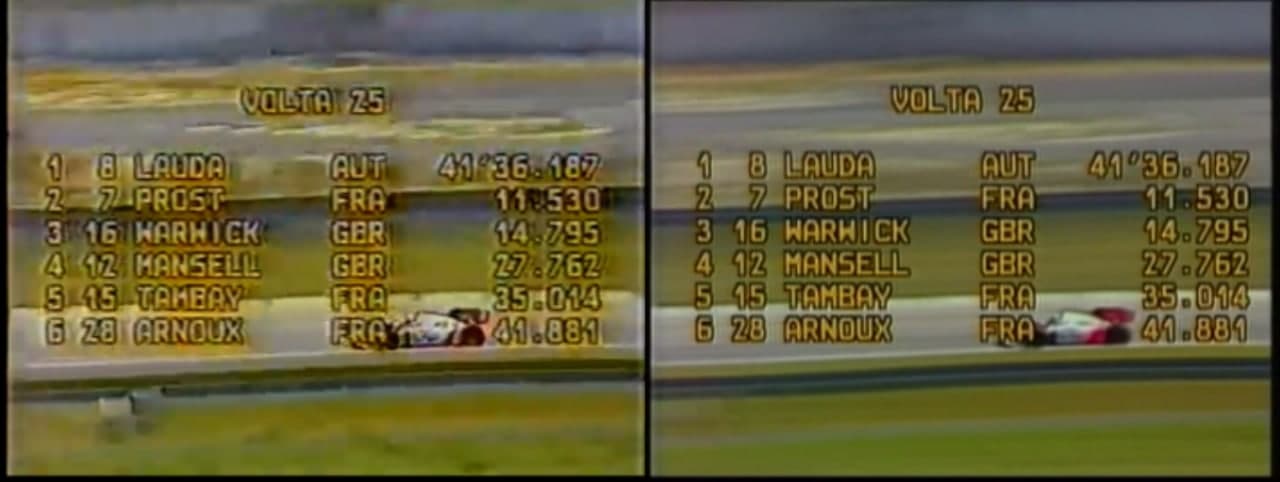 VOLTA 25
1 8 LAUDA AUT 41'36.187
2 7 PROST FRA 11.530
3 16 WARWICK GBR 14.795
4 12 MANSELL GBR 27.762
5 15 TAMBAY FRA 35.014
6 28 ARNOUX FRA 41.881
VOLTA 25
1 8 LAUDA AUT 41'36.187
2 7 PROST FRA 11.530
3 16 WARWICK GBR 14.795
4 12 MANSELL GBR 27.762
5 15 TAMBAY FRA 35.014
6 28 ARNOUX FRA 41.881